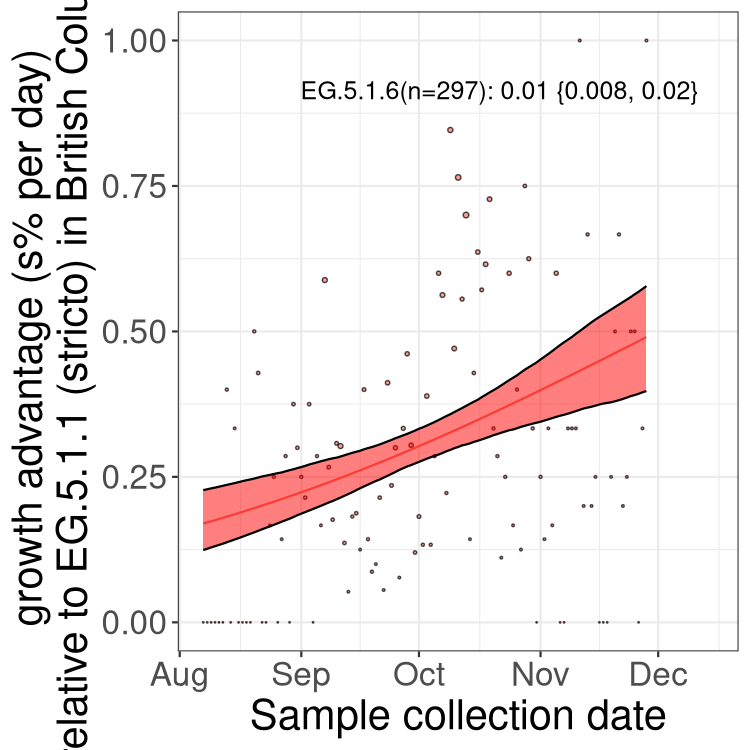 growth advantage (s% per day)
relative to EG.5.1.1 (stricto) in British Colu
1.00
0.75
0.50
0.25
0.00
EG.5.1.6(n=297): 0.01 {0.008, 0.02}
Aug Sep Oct Nov Dec
Sample collection date